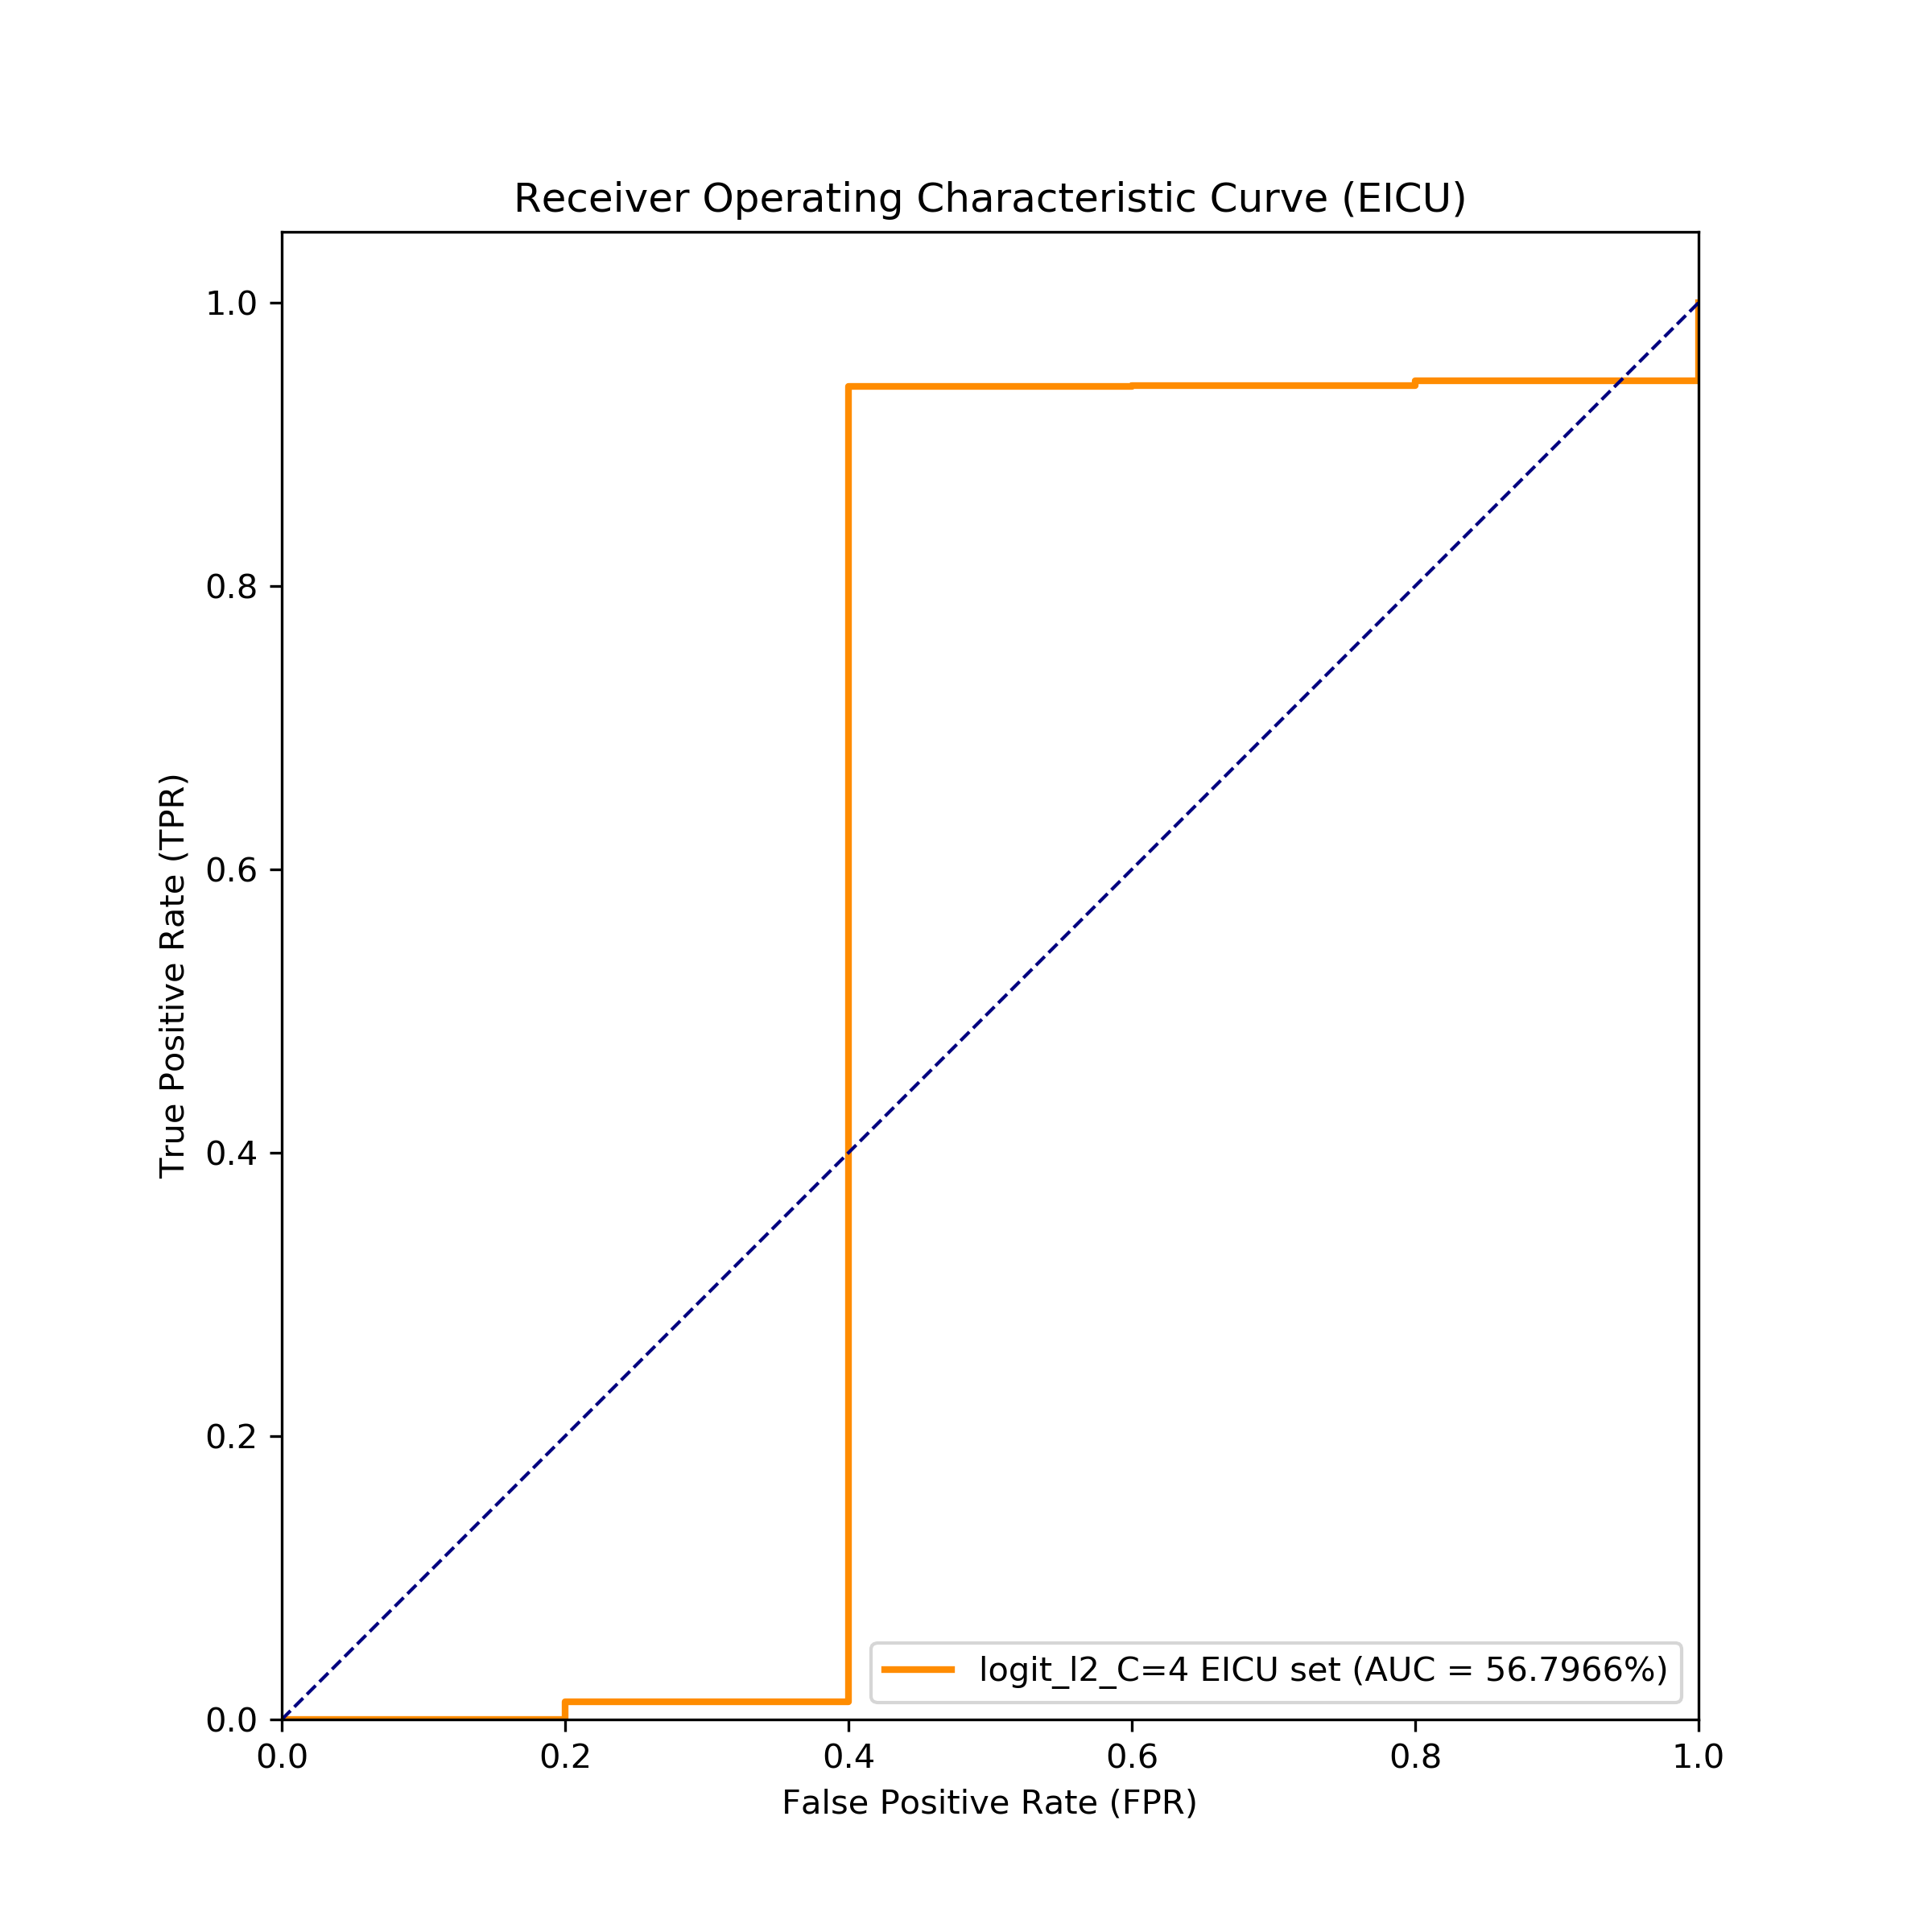 Receiver Operating Characteristic Curve (EICU)
True Positive Rate (TPR)
1.0
0.8
0.6
0.4
0.2
0.0
logit_l2_C=4 EICU set (AUC = 56.7966%)
0.0 0.2 0.4 0.6 0.8 1.0
False Positive Rate (FPR)